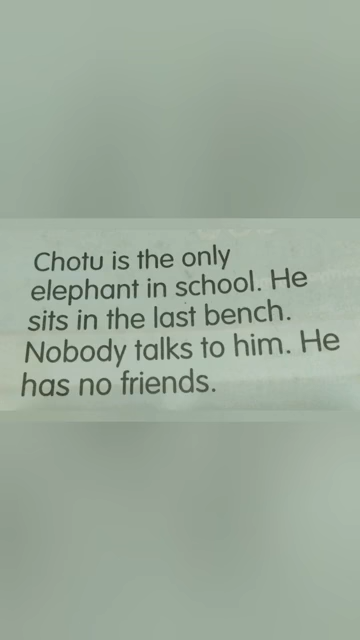 Chotu is the only
elephant in school. He
sits in the last bench.
Nobody talks to him. He
has no friends.